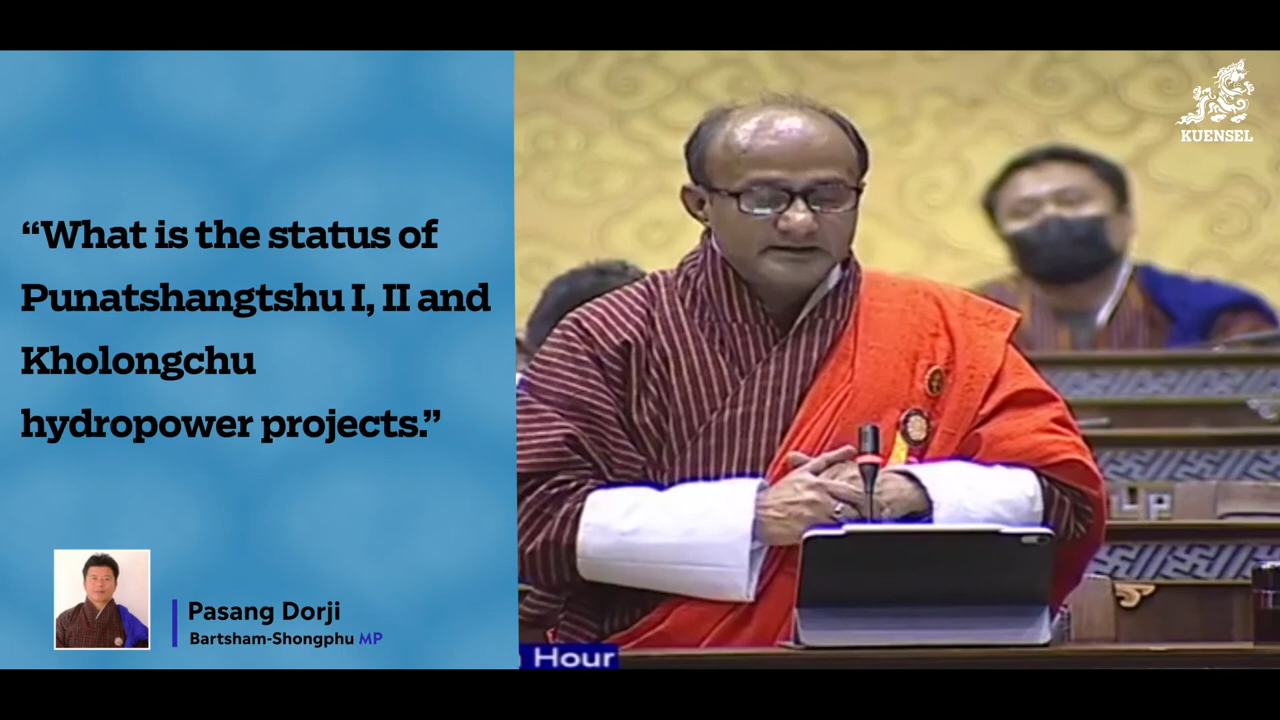 “What is the status of
Punatshangtshu I, II and
Kholongchu
hydropower projects.”
Pasang Dorji
Bartsham-Shongphu MP
KUENSEL
Hour